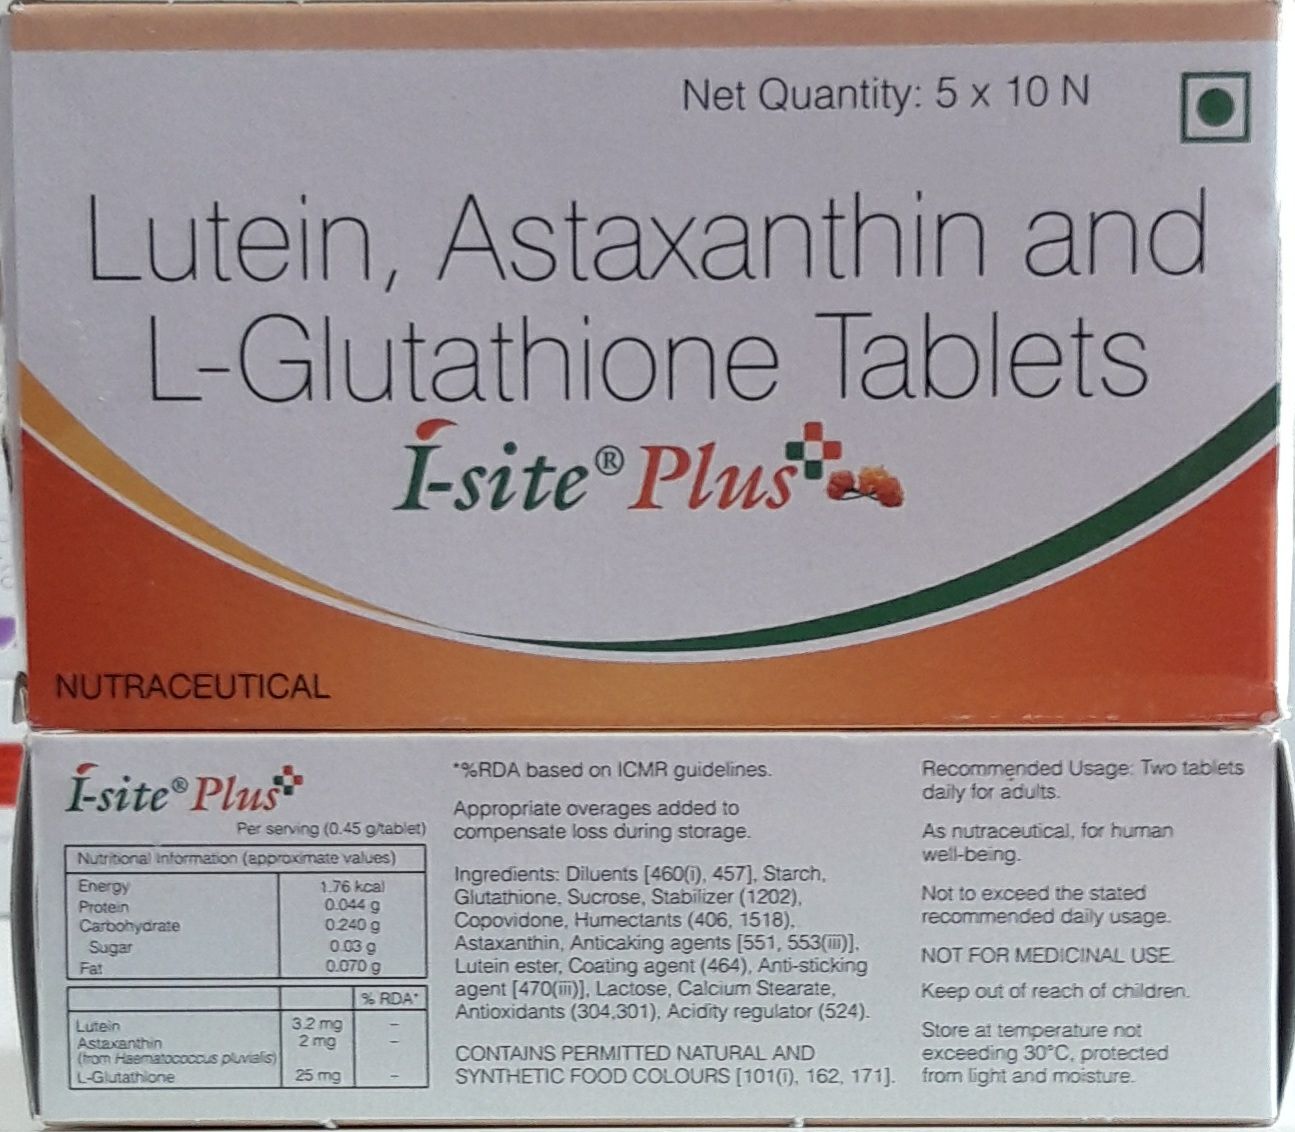 Net Quantity: 5 x 10 N
Lutein, Astaxanthin and
L-Glutathione Tablets
I-site® Plus
NUTRACEUTICAL
I-site® Plus
Per serving (0.45 g/tablet)
Nutritional Information (approximate values)
Energy 1.76 kcal
Protein 0.044 g
Carbohydrate 0.240 g
Sugar 0.03 g
Fat 0.070 g
% RDA*
Lutein 3.2 mg –
Astaxanthin 2 mg –
(from Haematococcus pluvialis)
L-Glutathione 25 mg –
*%RDA based on ICMR guidelines.
Appropriate overages added to
compensate loss during storage.
Ingredients: Diluents [460(i), 457], Starch,
Glutathione, Sucrose, Stabilizer (1202),
Copovidone, Humectants (406, 1518),
Astaxanthin, Anticaking agents [551, 553(iii)],
Lutein ester, Coating agent (464), Anti-sticking
agent [470(iii)], Lactose, Calcium Stearate,
Antioxidants (304,301), Acidity regulator (524).
CONTAINS PERMITTED NATURAL AND
SYNTHETIC FOOD COLOURS [101(i), 162, 171].
Recommended Usage: Two tablets
daily for adults.
As nutraceutical, for human
well-being.
Not to exceed the stated
recommended daily usage.
NOT FOR MEDICINAL USE.
Keep out of reach of children.
Store at temperature not
exceeding 30°C, protected
from light and moisture.